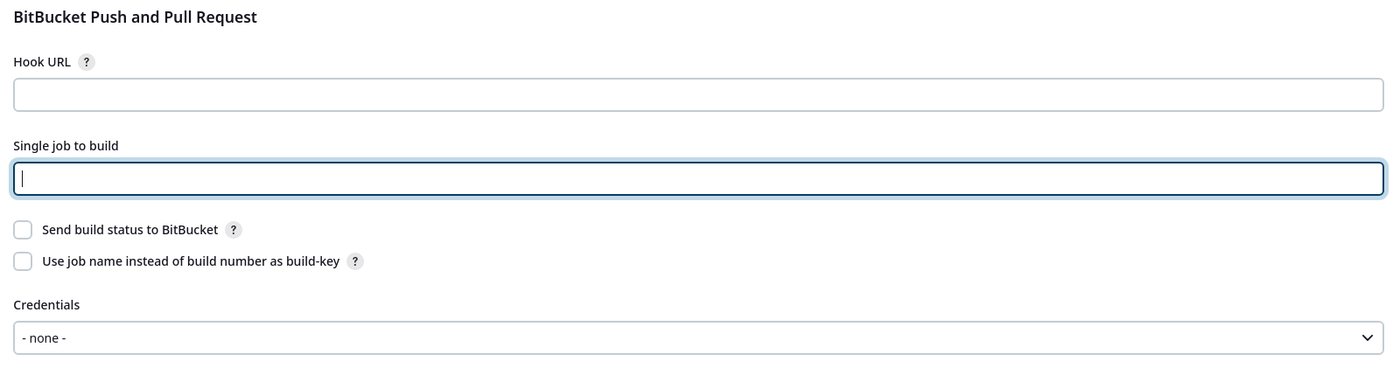 BitBucket Push and Pull Request
Hook URL ?
Single job to build
Send build status to BitBucket ?
Use job name instead of build number as build-key ?
Credentials
- none -